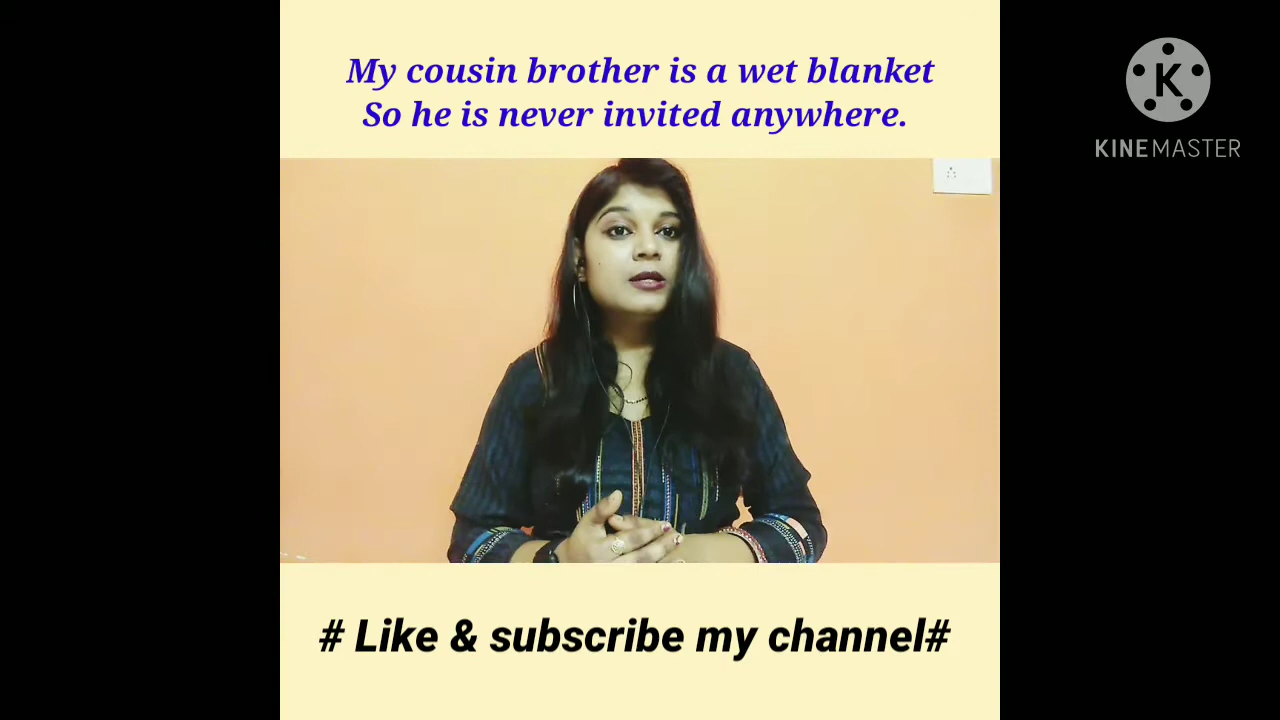 My cousin brother is a wet blanket
So he is never invited anywhere.
K
KINEMASTER
# Like & subscribe my channel#